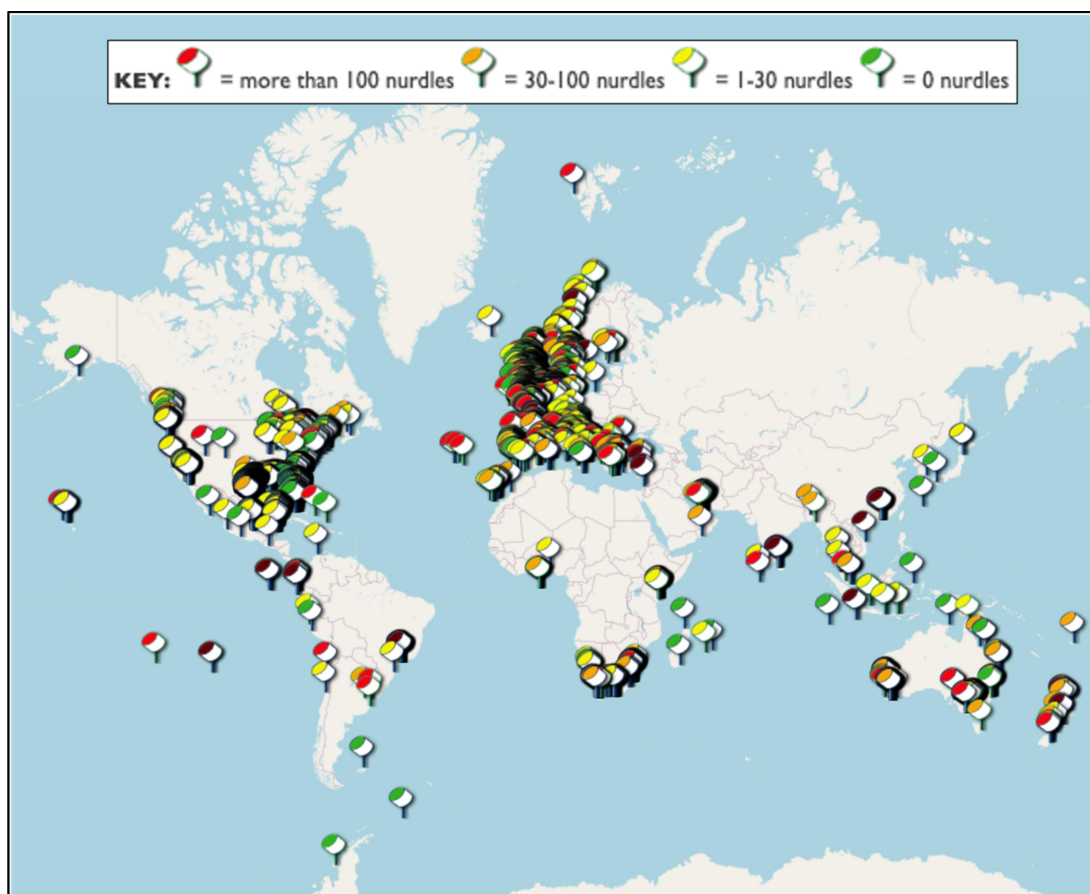 KEY: = more than 100 nurdles = 30-100 nurdles = 1-30 nurdles = 0 nurdles